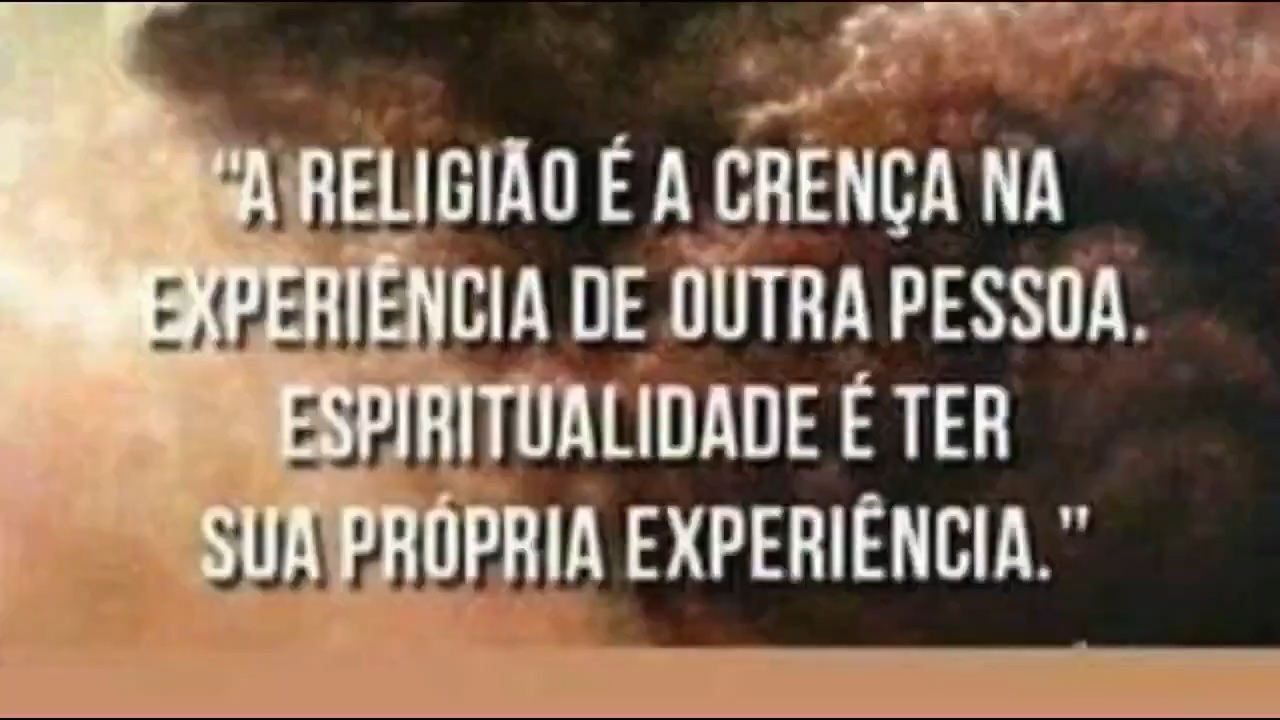 “A RELIGIÃO É A CRENÇA NA
EXPERIÊNCIA DE OUTRA PESSOA.
ESPIRITUALIDADE É TER
SUA PRÓPRIA EXPERIÊNCIA.”